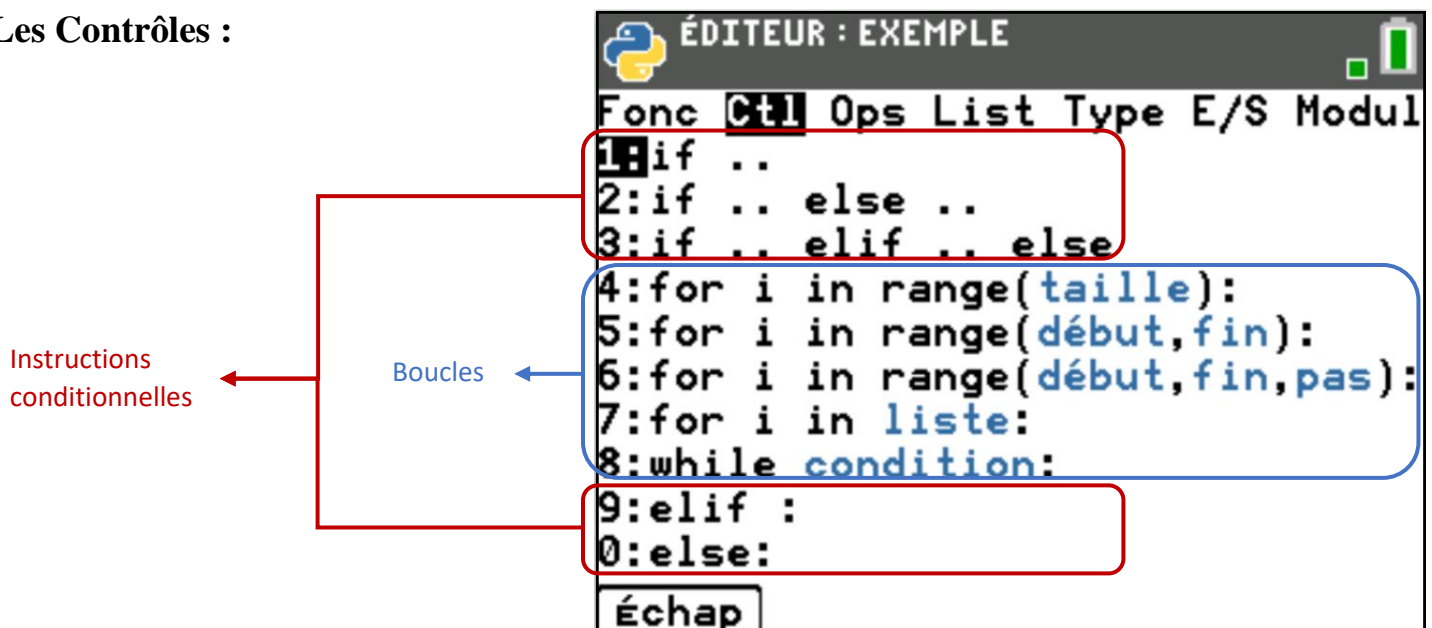 Les Contrôles :
ÉDITEUR : EXEMPLE
Fonc Ctl Ops List Type E/S Modul
1:if ..
2:if .. else ..
3:if .. elif .. else
4:for i in range(taille):
5:for i in range(début,fin):
6:for i in range(début,fin,pas):
7:for i in liste:
8:while condition:
9:elif :
0:else:
Échap
Instructions
conditionnelles
Boucles